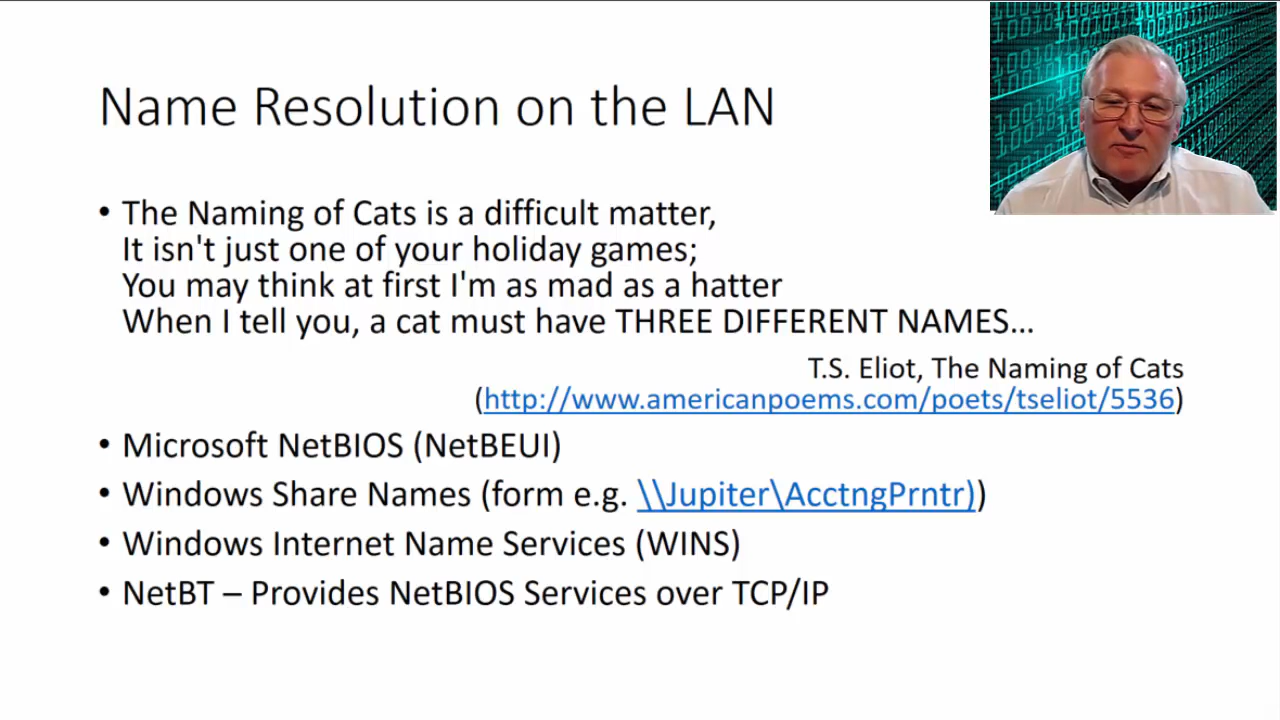 Name Resolution on the LAN
• The Naming of Cats is a difficult matter,
It isn't just one of your holiday games;
You may think at first I'm as mad as a hatter
When I tell you, a cat must have THREE DIFFERENT NAMES...
T.S. Eliot, The Naming of Cats
(http://www.americanpoems.com/poets/tseliot/5536)
• Microsoft NetBIOS (NetBEUI)
• Windows Share Names (form e.g. \\Jupiter\AcctngPrntr))
• Windows Internet Name Services (WINS)
• NetBT – Provides NetBIOS Services over TCP/IP